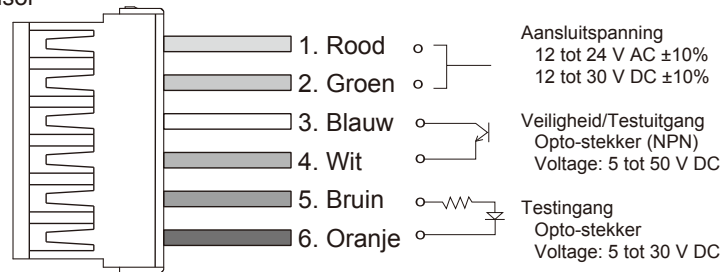 1. Rood
2. Groen
3. Blauw
4. Wit
5. Bruin
6. Oranje
Aansluitspanning
12 tot 24 V AC ±10%
12 tot 30 V DC ±10%
Veiligheid/Testuitgang
Opto-stekker (NPN)
Voltage: 5 tot 50 V DC
Testingang
Opto-stekker
Voltage: 5 tot 30 V DC